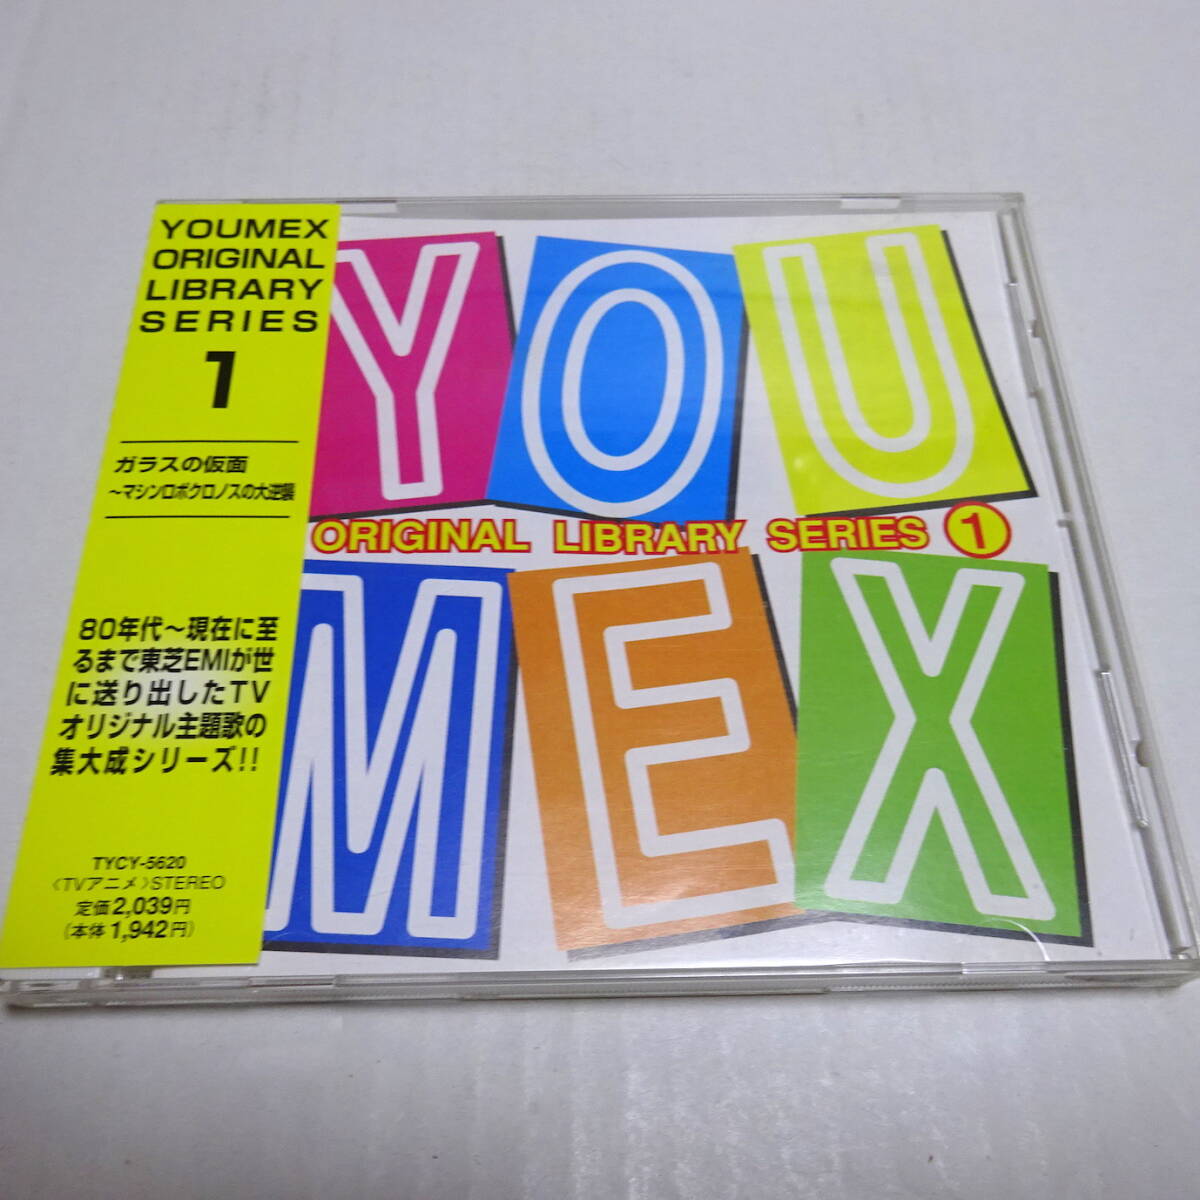 YOUMEX
ORIGINAL
LIBRARY
SERIES
1
ガラスの仮面
～マシンロボクロノスの大逆襲
80年代～現在に至
るまで東芝EMIが世
に送り出したTV
オリジナル主題歌の
集大成シリーズ!!
TYCY-5620
〈TVアニメ〉STEREO
定価2,039円
(本体1,942円)
YOU
ORIGINAL LIBRARY SERIES 1
MEX